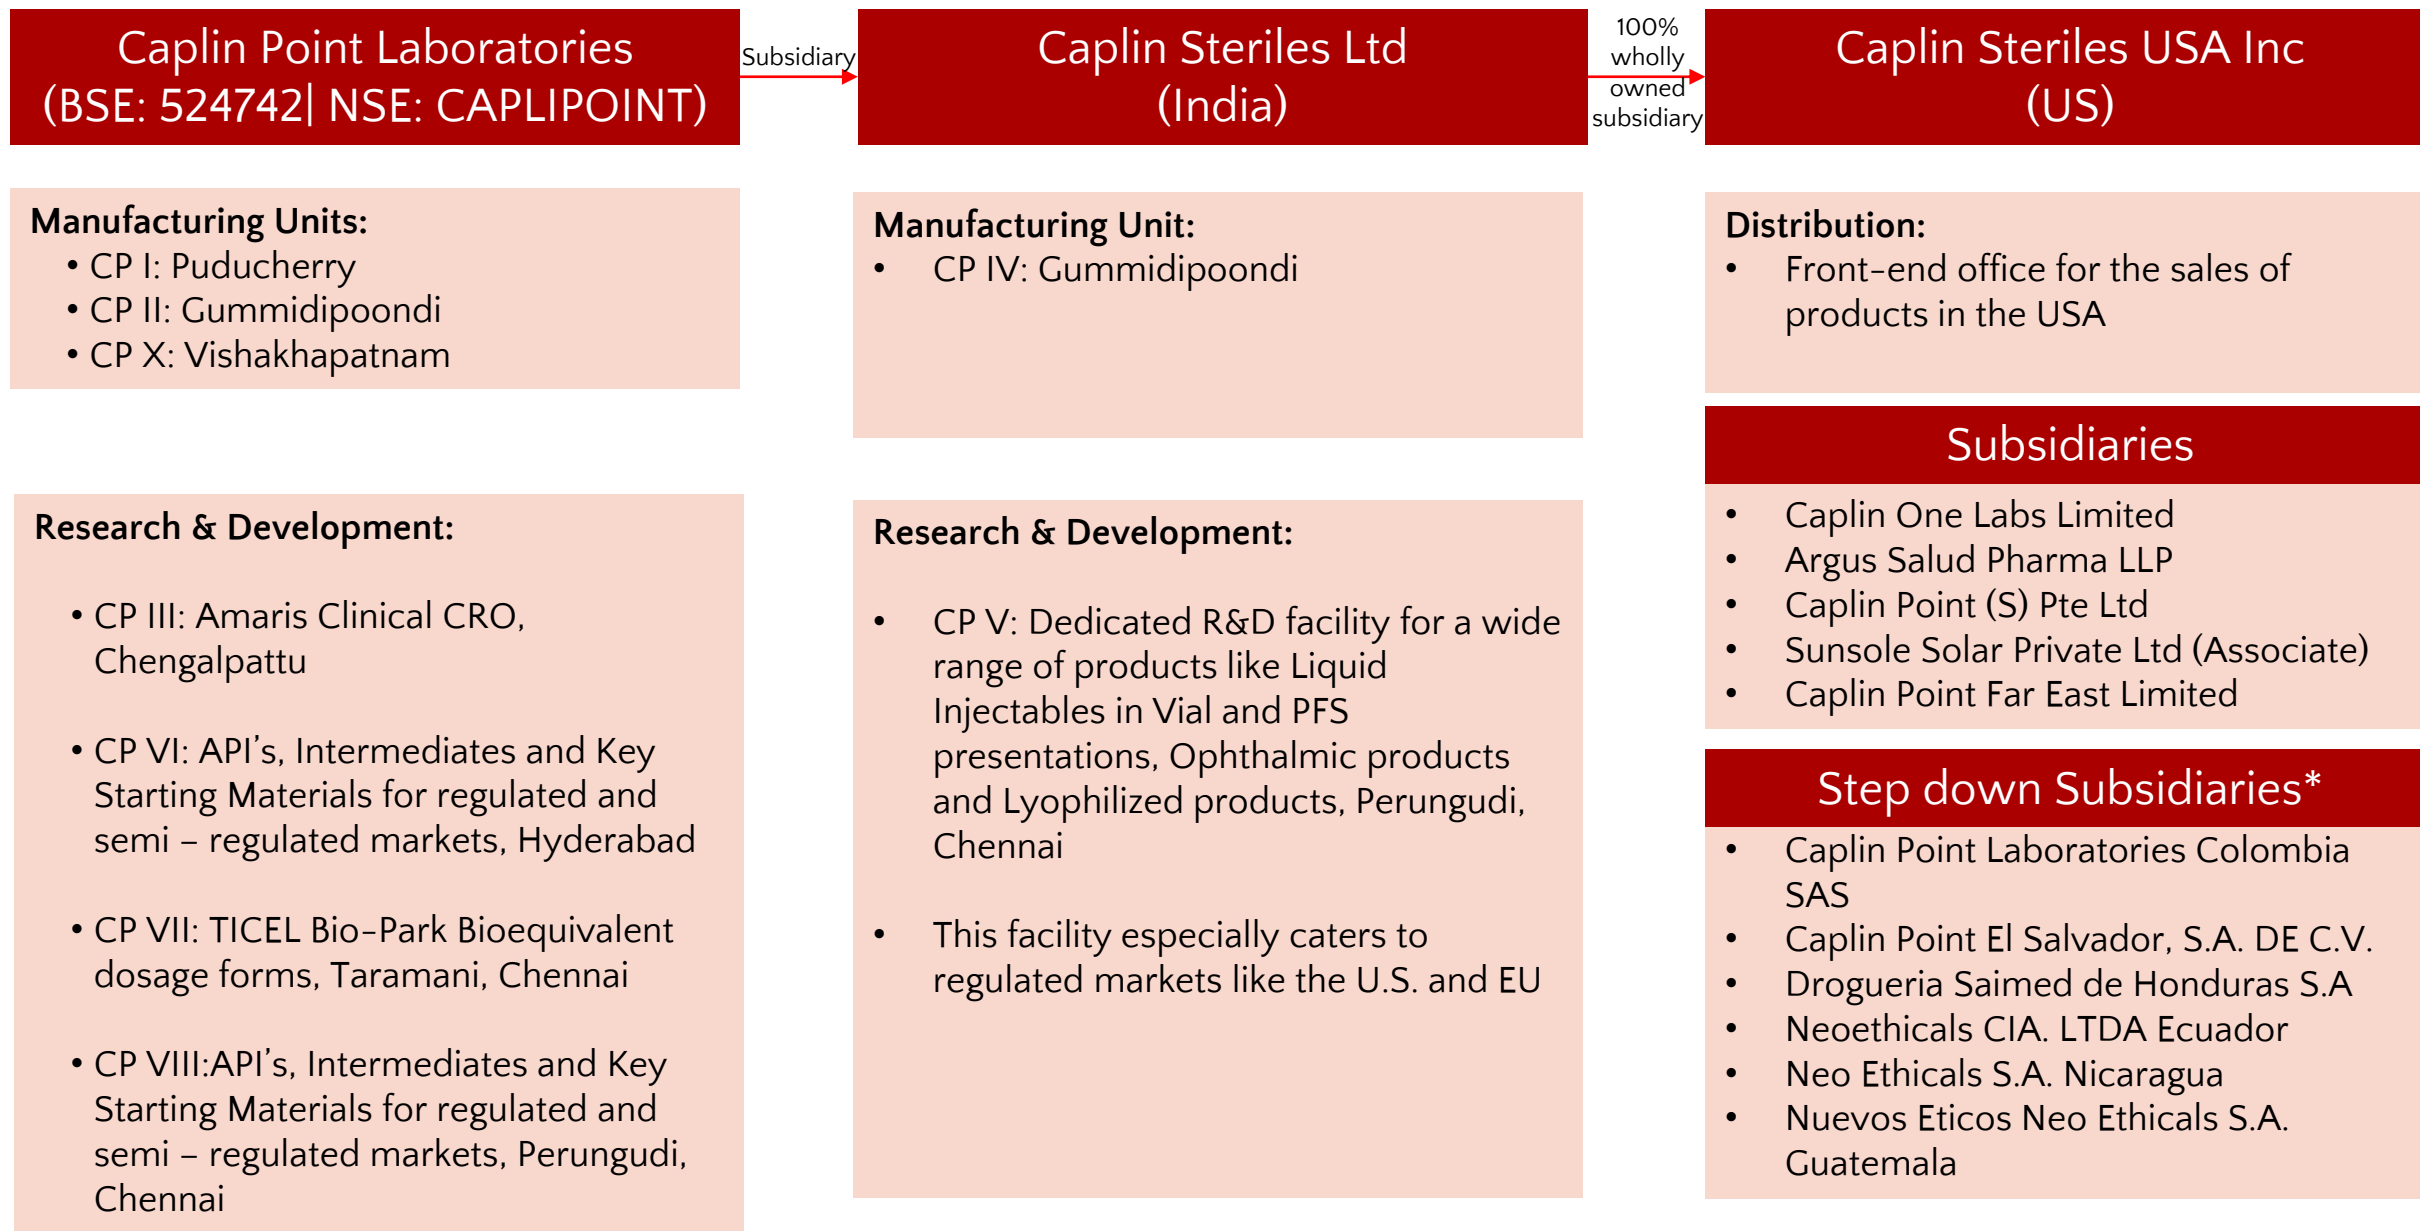 Caplin Point Laboratories
(BSE: 524742| NSE: CAPLIPOINT)
Subsidiary
Caplin Steriles Ltd
(India)
100%
wholly
owned
subsidiary
Caplin Steriles USA Inc
(US)
Manufacturing Units:
• CP I: Puducherry
• CP II: Gummidipoondi
• CP X: Vishakhapatnam
Research & Development:
• CP III: Amaris Clinical CRO,
Chengalpattu
• CP VI: API’s, Intermediates and Key
Starting Materials for regulated and
semi – regulated markets, Hyderabad
• CP VII: TICEL Bio-Park Bioequivalent
dosage forms, Taramani, Chennai
• CP VIII:API’s, Intermediates and Key
Starting Materials for regulated and
semi – regulated markets, Perungudi,
Chennai
Manufacturing Unit:
• CP IV: Gummidipoondi
Research & Development:
• CP V: Dedicated R&D facility for a wide
range of products like Liquid
Injectables in Vial and PFS
presentations, Ophthalmic products
and Lyophilized products, Perungudi,
Chennai
• This facility especially caters to
regulated markets like the U.S. and EU
Distribution:
• Front-end office for the sales of
products in the USA
Subsidiaries
• Caplin One Labs Limited
• Argus Salud Pharma LLP
• Caplin Point (S) Pte Ltd
• Sunsole Solar Private Ltd (Associate)
• Caplin Point Far East Limited
Step down Subsidiaries*
• Caplin Point Laboratories Colombia
SAS
• Caplin Point El Salvador, S.A. DE C.V.
• Drogueria Saimed de Honduras S.A
• Neoethicals CIA. LTDA Ecuador
• Neo Ethicals S.A. Nicaragua
• Nuevos Eticos Neo Ethicals S.A.
Guatemala